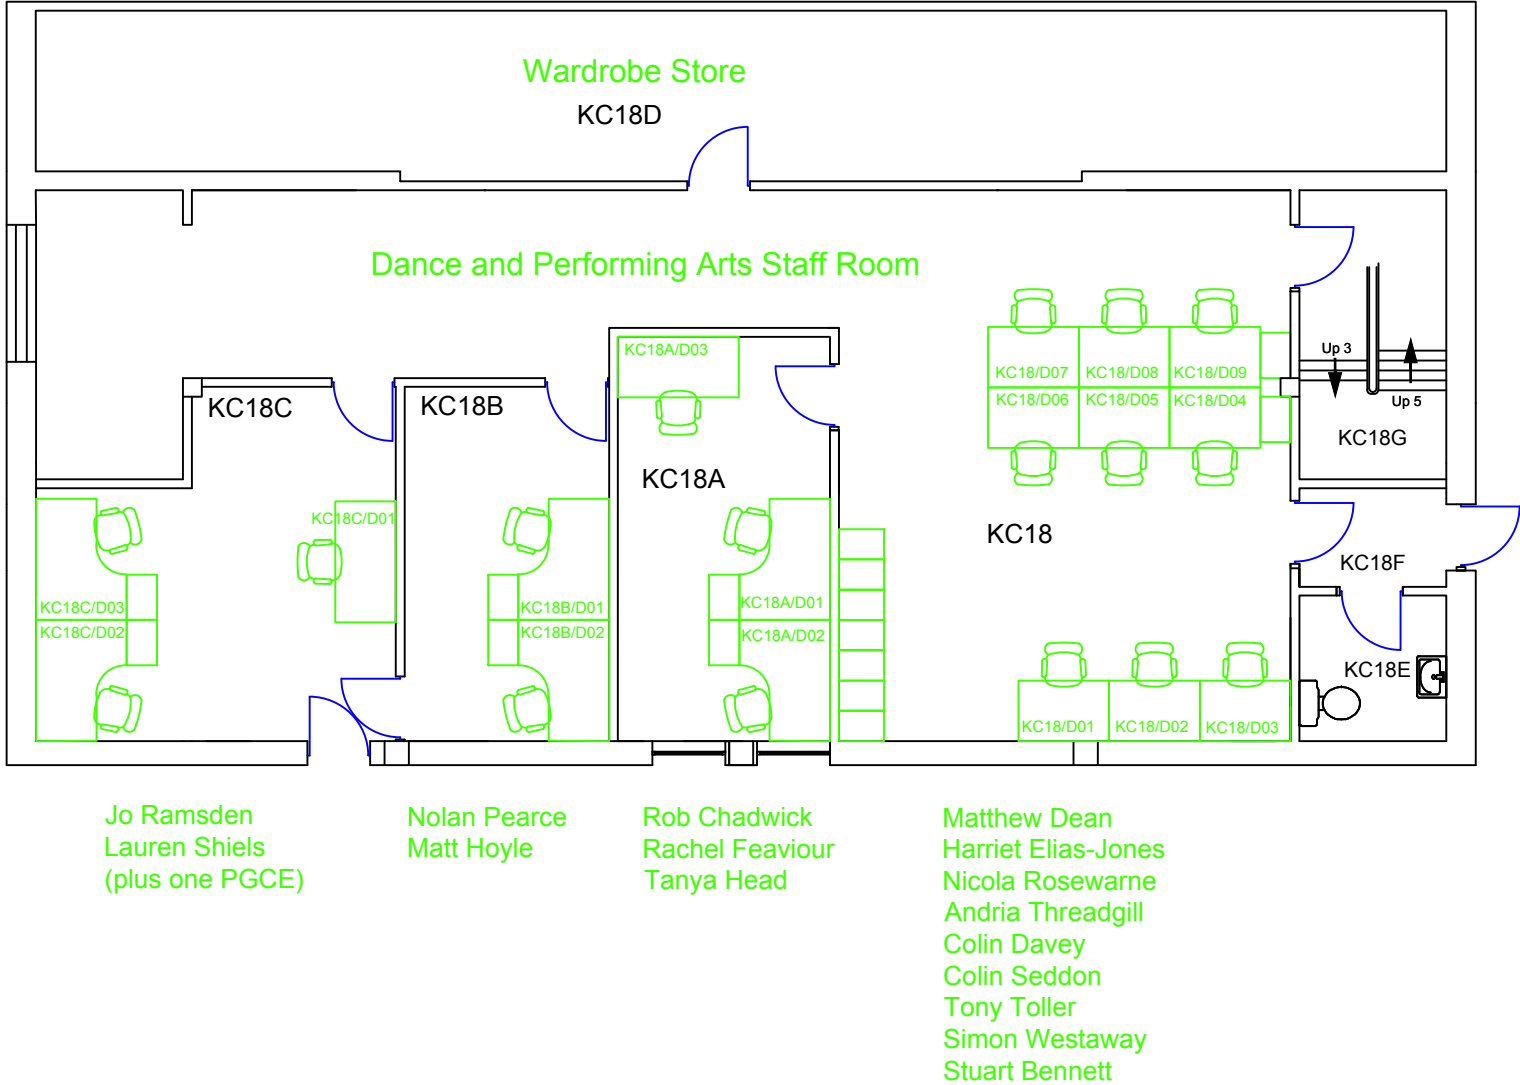 Wardrobe Store
KC18D
Dance and Performing Arts Staff Room
KC18A/D03
Up 3
KC18/D07 KC18/D08 KC18/D09
KC18/D06 KC18/D05 KC18/D04
Up 5
KC18C
KC18B
KC18G
KC18A
KC18C/D01
KC18
KC18F
KC18C/D03
KC18B/D01
KC18A/D01
KC18C/D02
KC18B/D02
KC18A/D02
KC18E
KC18/D01 KC18/D02 KC18/D03
Jo Ramsden
Lauren Shiels
(plus one PGCE)
Nolan Pearce
Matt Hoyle
Rob Chadwick
Rachel Feaviour
Tanya Head
Matthew Dean
Harriet Elias-Jones
Nicola Rosewarne
Andria Threadgill
Colin Davey
Colin Seddon
Tony Toller
Simon Westaway
Stuart Bennett